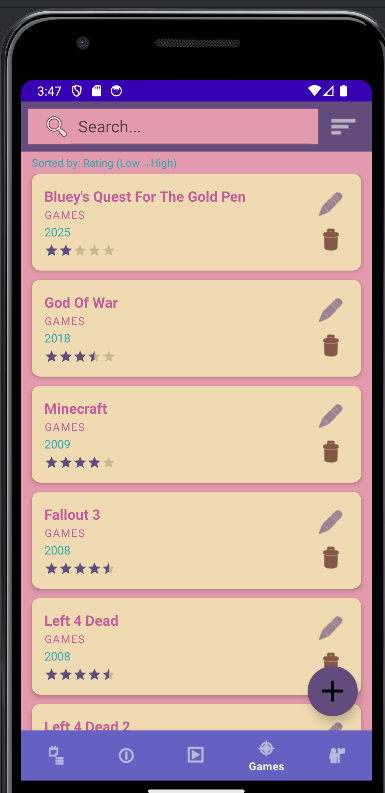 3:47
Search...
Sorted by: Rating (Low→High)
Bluey's Quest For The Gold Pen
GAMES
2025
God Of War
GAMES
2018
Minecraft
GAMES
2009
Fallout 3
GAMES
2008
Left 4 Dead
GAMES
2008
Left 4 Dead 2
Games